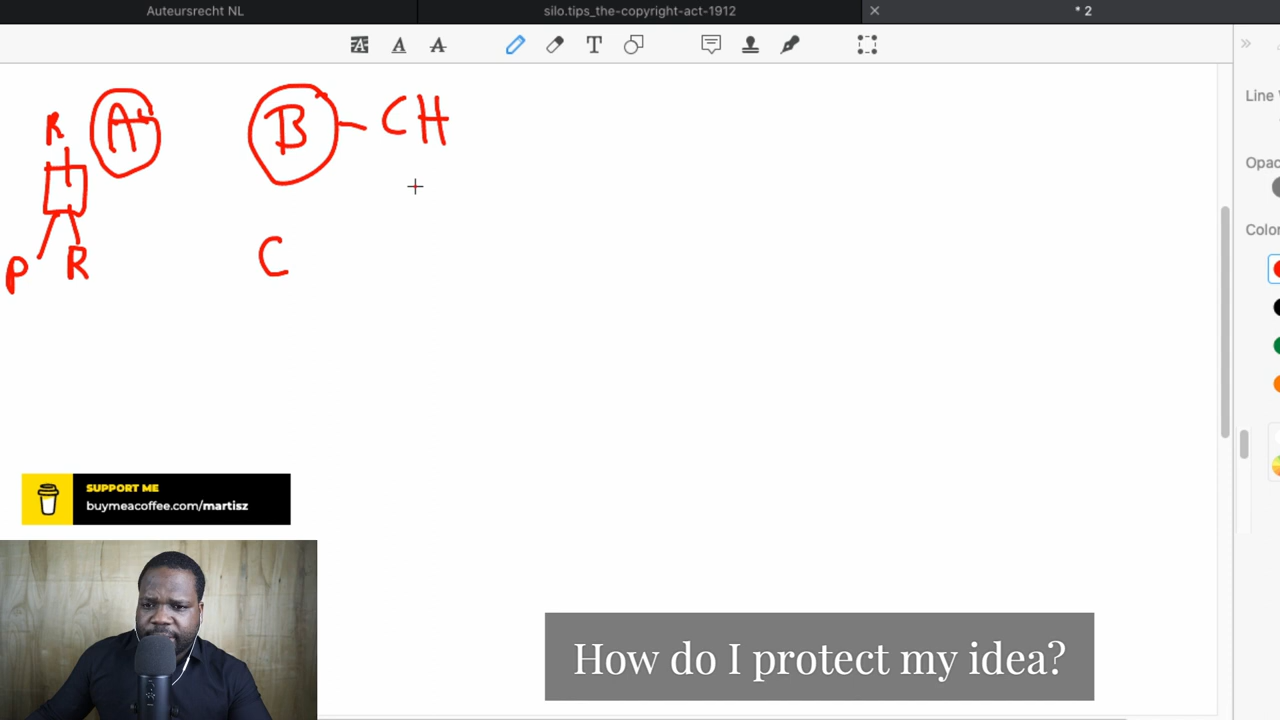 Auteursrecht NL
silo.tips_the-copyright-act-1912
* 2
A A A T
Line
Opac
Color
R A B - CH
P R C
SUPPORT ME
buymeacoffee.com/martisz
How do I protect my idea?